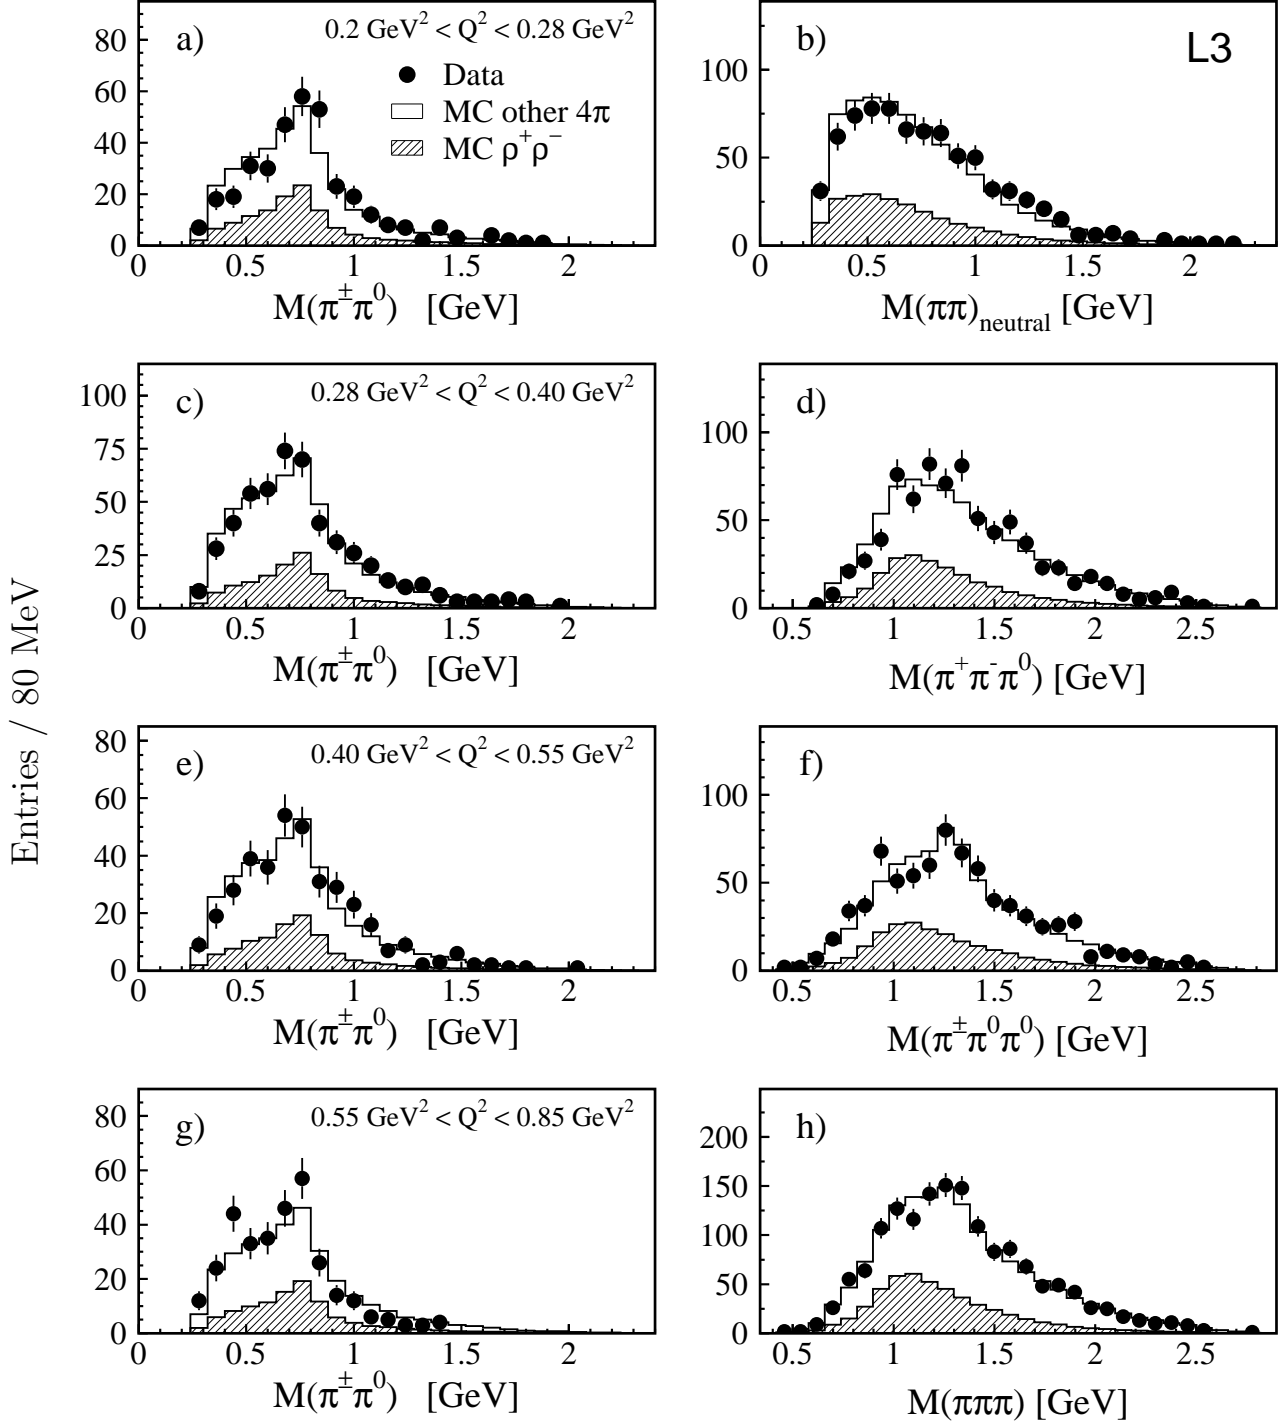 Entries / 80 MeV
a)
0.2 GeV² < Q² < 0.28 GeV²
Data
MC other 4π
MC ρ⁺ρ⁻
80
60
40
20
0
0 0.5 1 1.5 2
M(π±π⁰) [GeV]
b)
L3
100
50
0
0 0.5 1 1.5 2
M(ππ)neutral [GeV]
c)
0.28 GeV² < Q² < 0.40 GeV²
100
75
50
25
0
0 0.5 1 1.5 2
M(π±π⁰) [GeV]
d)
100
50
0
0.5 1 1.5 2 2.5
M(π⁺π⁻π⁰) [GeV]
e)
0.40 GeV² < Q² < 0.55 GeV²
80
60
40
20
0
0 0.5 1 1.5 2
M(π±π⁰) [GeV]
f)
100
50
0
0.5 1 1.5 2 2.5
M(π±π⁰π⁰) [GeV]
g)
0.55 GeV² < Q² < 0.85 GeV²
80
60
40
20
0
0 0.5 1 1.5 2
M(π±π⁰) [GeV]
h)
200
150
100
50
0
0.5 1 1.5 2 2.5
M(πππ) [GeV]